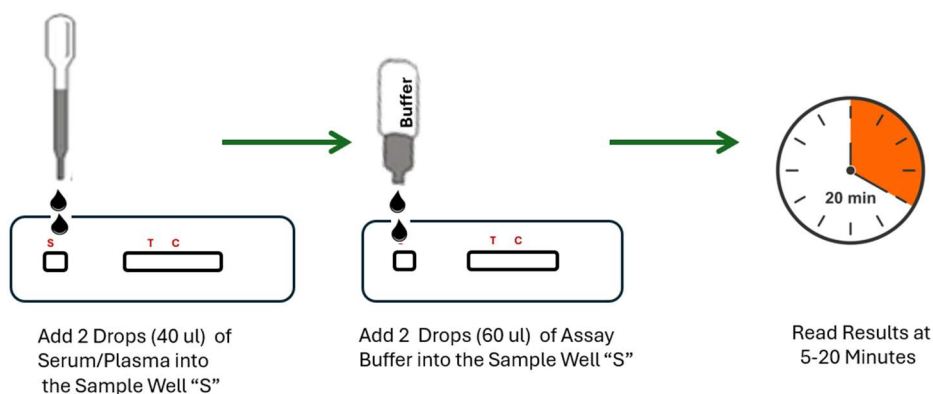 S T C
Add 2 Drops (40 ul) of
Serum/Plasma into
the Sample Well “S”
Buffer
T C
Add 2 Drops (60 ul) of Assay
Buffer into the Sample Well “S”
20 min
Read Results at
5-20 Minutes